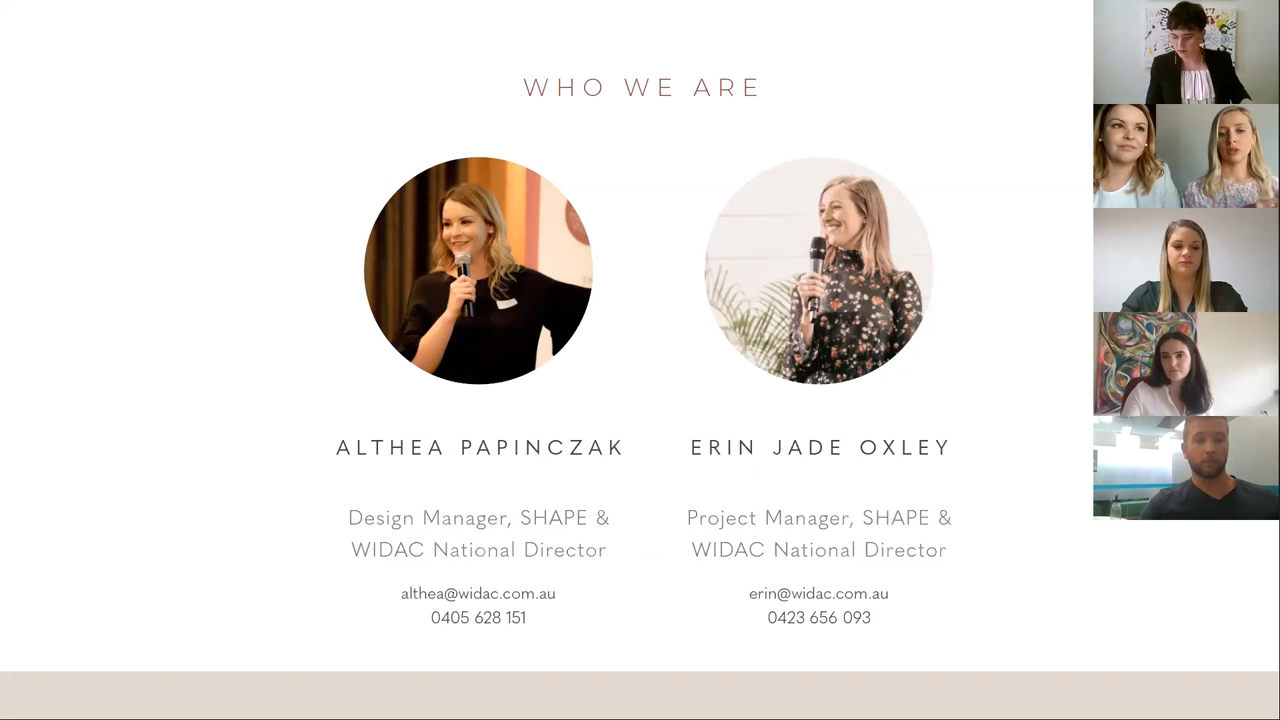 WHO WE ARE
ALTHEA PAPINCZAK
Design Manager, SHAPE &
WIDAC National Director
althea@widac.com.au
0405 628 151
ERIN JADE OXLEY
Project Manager, SHAPE &
WIDAC National Director
erin@widac.com.au
0423 656 093